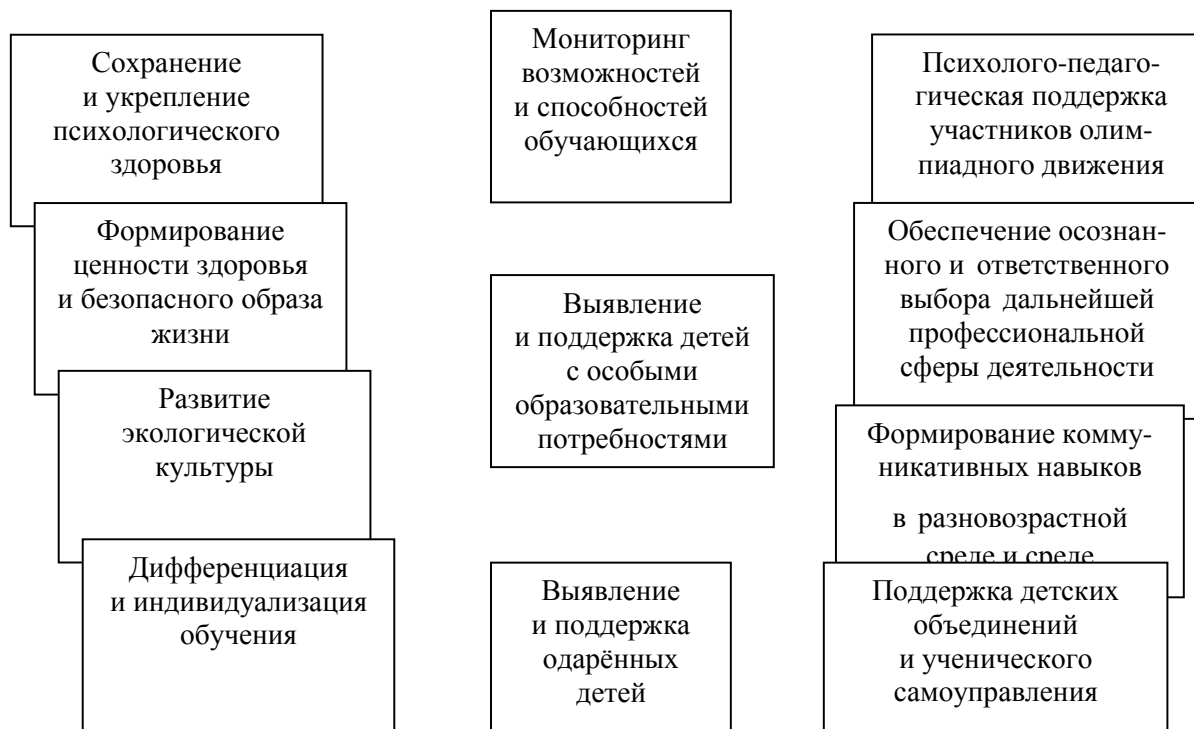 Сохранение
и укрепление
психологического
здоровья
Формирование
ценности здоровья
и безопасного образа
жизни
Развитие
экологической
культуры
Дифференциация
и индивидуализация
обучения
Мониторинг
возможностей
и способностей
обучающихся
Выявление
и поддержка детей
с особыми
образовательными
потребностями
Выявление
и поддержка
одарённых
детей
Психолого-педаго-
гическая поддержка
участников олим-
пиадного движения
Обеспечение осознан-
ного и ответственного
выбора дальнейшей
профессиональной
сферы деятельности
Формирование комму-
никативных навыков
в разновозрастной
среде и среде
Поддержка детских
объединений
и ученического
самоуправления